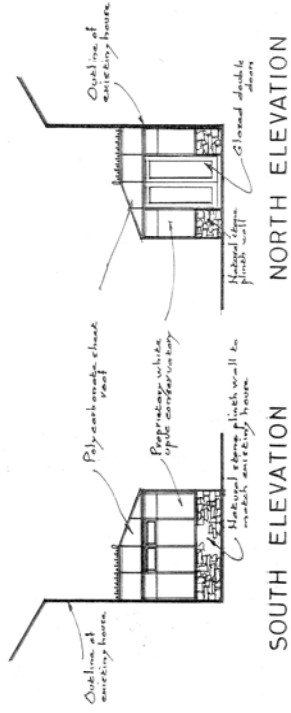 Outline of
existing house
Polycarbonate sheet
roof
Proprietary white
upvc conservatory
Natural stone plinth wall to
match existing house
SOUTH ELEVATION
Outline of
existing house
Glazed double
doors
Natural stone
plinth wall
NORTH ELEVATION